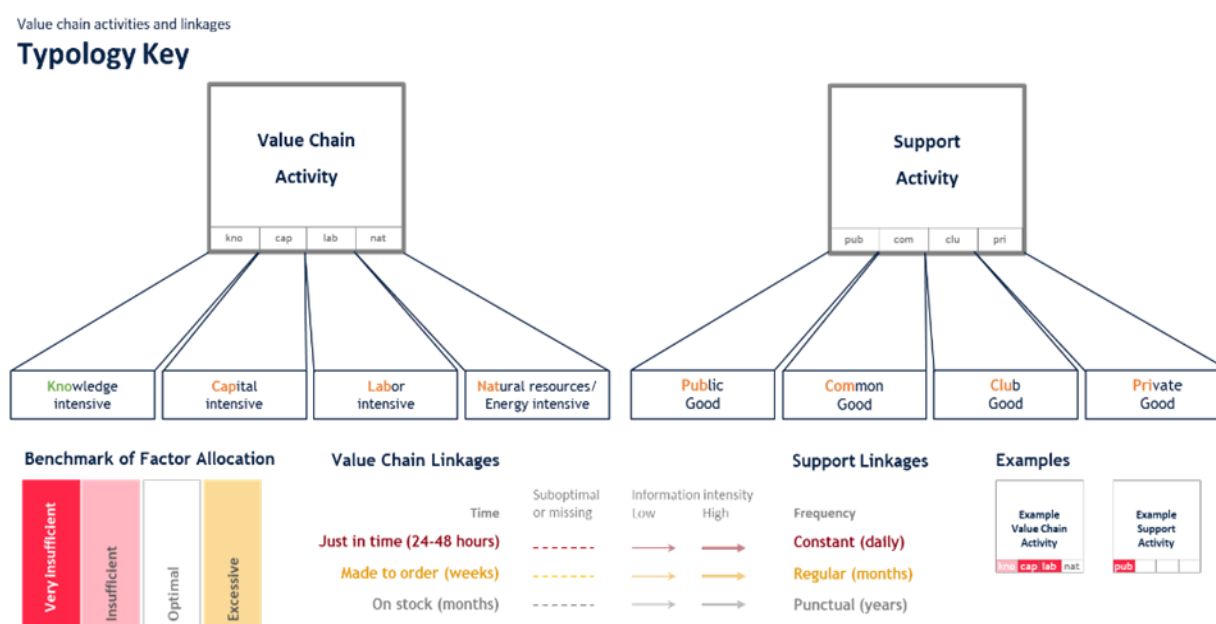 Value chain activities and linkages
Typology Key
Value Chain
Activity
kno cap lab nat
Support
Activity
pub com clu pri
Knowledge
intensive
Capital
intensive
Labor
intensive
Natural resources/
Energy intensive
Public
Good
Common
Good
Club
Good
Private
Good
Benchmark of Factor Allocation
Very insufficient
Insufficient
Optimal
Excessive
Value Chain Linkages
Time
Suboptimal
or missing
Information intensity
Low High
Just in time (24-48 hours)
Made to order (weeks)
On stock (months)
Support Linkages
Frequency
Constant (daily)
Regular (months)
Punctual (years)
Examples
Example
Value Chain
Activity
kno cap lab nat
Example
Support
Activity
pub